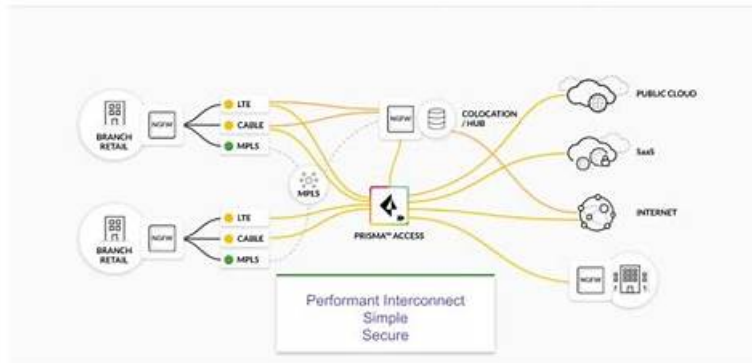 LTE
NGFW
CABLE
BRANCH
RETAIL
MPLS
NGFW
COLOCATION
/ HUB
PUBLIC CLOUD
MPLS
SaaS
LTE
NGFW
CABLE
BRANCH
RETAIL
MPLS
PRISMA™ ACCESS
INTERNET
NGFW
Performant Interconnect
Simple
Secure